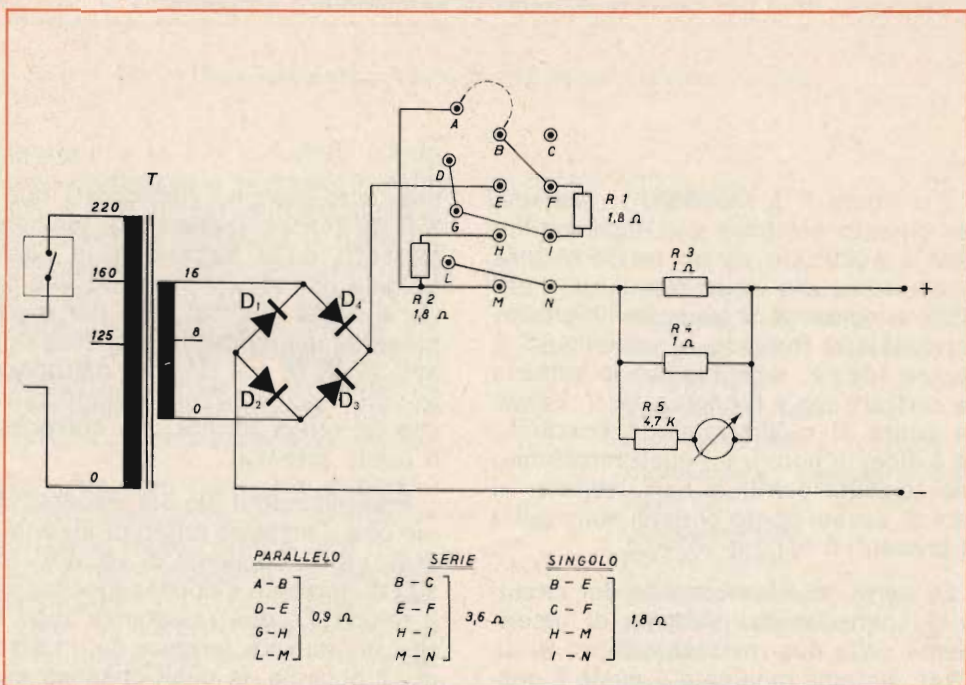 T
220
160
125
0
16
8
0
D1
D4
D2
D3
A
B
C
D
E
F
G
H
I
L
M
N
R 1
1,8 Ω
R 2
1,8 Ω
R 3
1 Ω
R 4
1 Ω
R 5
4,7 K
+
−
PARALLELO
A - B
D - E
G - H
L - M
0,9 Ω
SERIE
B - C
E - F
H - I
M - N
3,6 Ω
SINGOLO
B - E
C - F
H - M
I - N
1,8 Ω